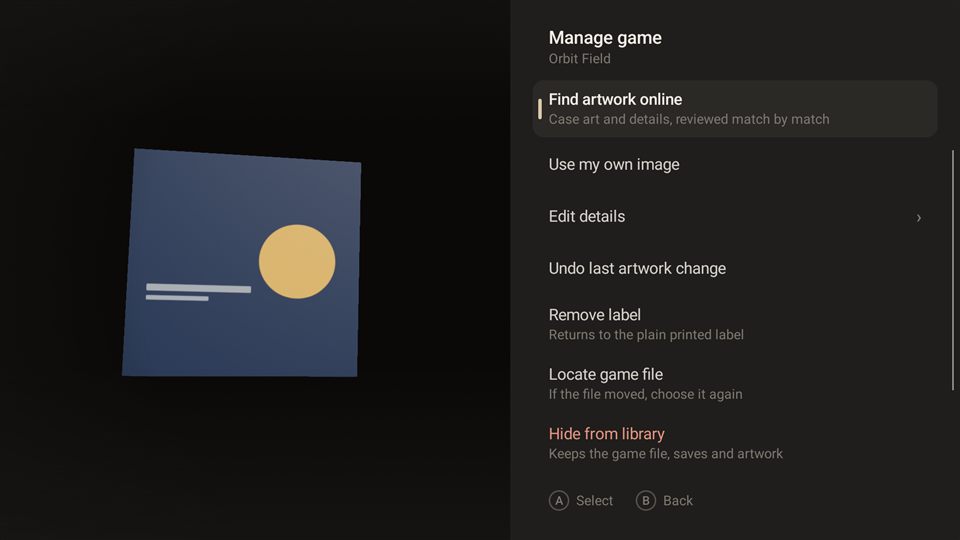 Manage game
Orbit Field
Find artwork online
Case art and details, reviewed match by match
Use my own image
Edit details ›
Undo last artwork change
Remove label
Returns to the plain printed label
Locate game file
If the file moved, choose it again
Hide from library
Keeps the game file, saves and artwork
A Select B Back